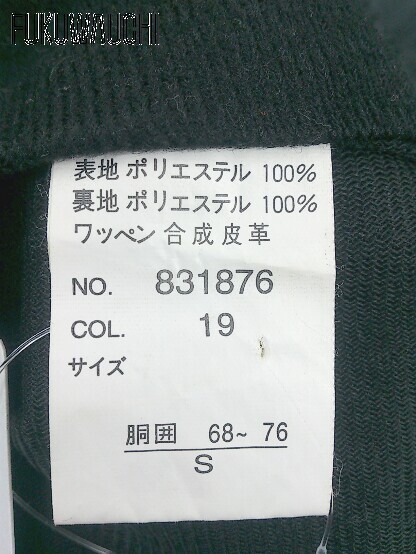 FUKUWAUCHI
表地 ポリエステル 100%
裏地 ポリエステル 100%
ワッペン 合成皮革
NO. 831876
COL. 19
サイズ
胴囲 68~ 76
S